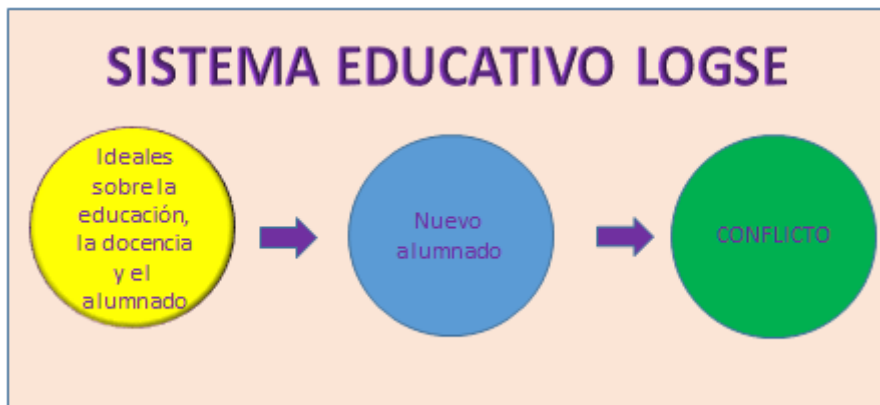 SISTEMA EDUCATIVO LOGSE
Ideales
sobre la
educación,
la docencia
y el
alumnado
Nuevo
alumnado
CONFLICTO